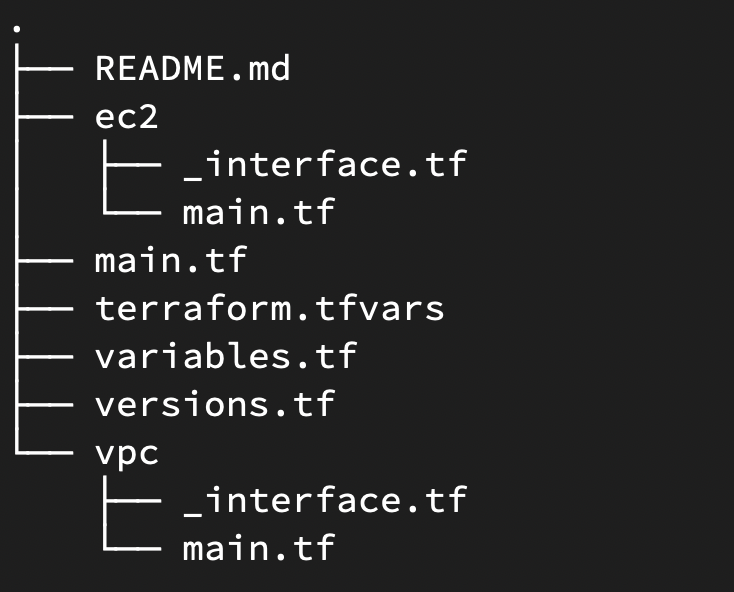 .
├── README.md
├── ec2
│   ├── _interface.tf
│   └── main.tf
├── main.tf
├── terraform.tfvars
├── variables.tf
├── versions.tf
└── vpc
    ├── _interface.tf
    └── main.tf